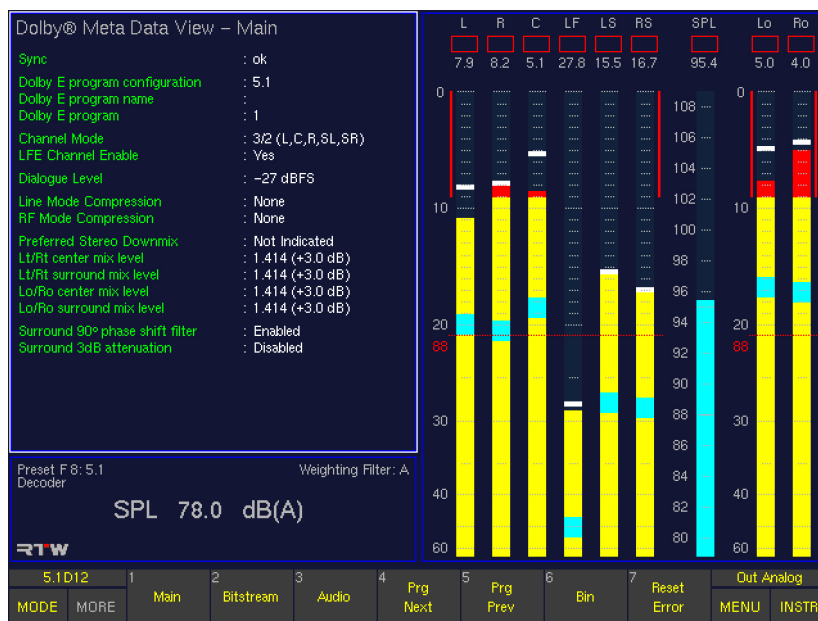 Dolby® Meta Data View – Main
Sync : ok
Dolby E program configuration : 5.1
Dolby E program name :
Dolby E program : 1
Channel Mode : 3/2 (L,C,R,SL,SR)
LFE Channel Enable : Yes
Dialogue Level : –27 dBFS
Line Mode Compression : None
RF Mode Compression : None
Preferred Stereo Downmix : Not Indicated
Lt/Rt center mix level : 1.414 (+3.0 dB)
Lt/Rt surround mix level : 1.414 (+3.0 dB)
Lo/Ro center mix level : 1.414 (+3.0 dB)
Lo/Ro surround mix level : 1.414 (+3.0 dB)
Surround 90º phase shift filter : Enabled
Surround 3dB attenuation : Disabled
Preset F 8: 5.1 Weighting Filter: A
Decoder
SPL 78.0 dB(A)
RTW
L R C LF LS RS SPL Lo Ro
7.9 8.2 5.1 27.8 15.5 16.7 95.4 5.0 4.0
0
10
20
88
30
40
60
108
106
104
102
100
98
96
94
92
90
88
86
84
82
80
0
10
20
88
30
40
60
5.1D12
MODE MORE
1 Main
2 Bitstream
3 Audio
4 Prg Next
5 Prg Prev
6 Bin
7 Reset Error
Out Analog
MENU INSTR